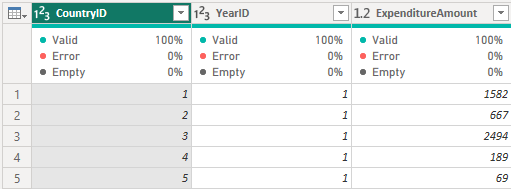 1²3 CountryID 1²3 YearID 1.2 ExpenditureAmount
Valid 100% Valid 100% Valid 100%
Error 0% Error 0% Error 0%
Empty 0% Empty 0% Empty 0%
1 1 1 1582
2 2 1 667
3 3 1 2494
4 4 1 189
5 5 1 69